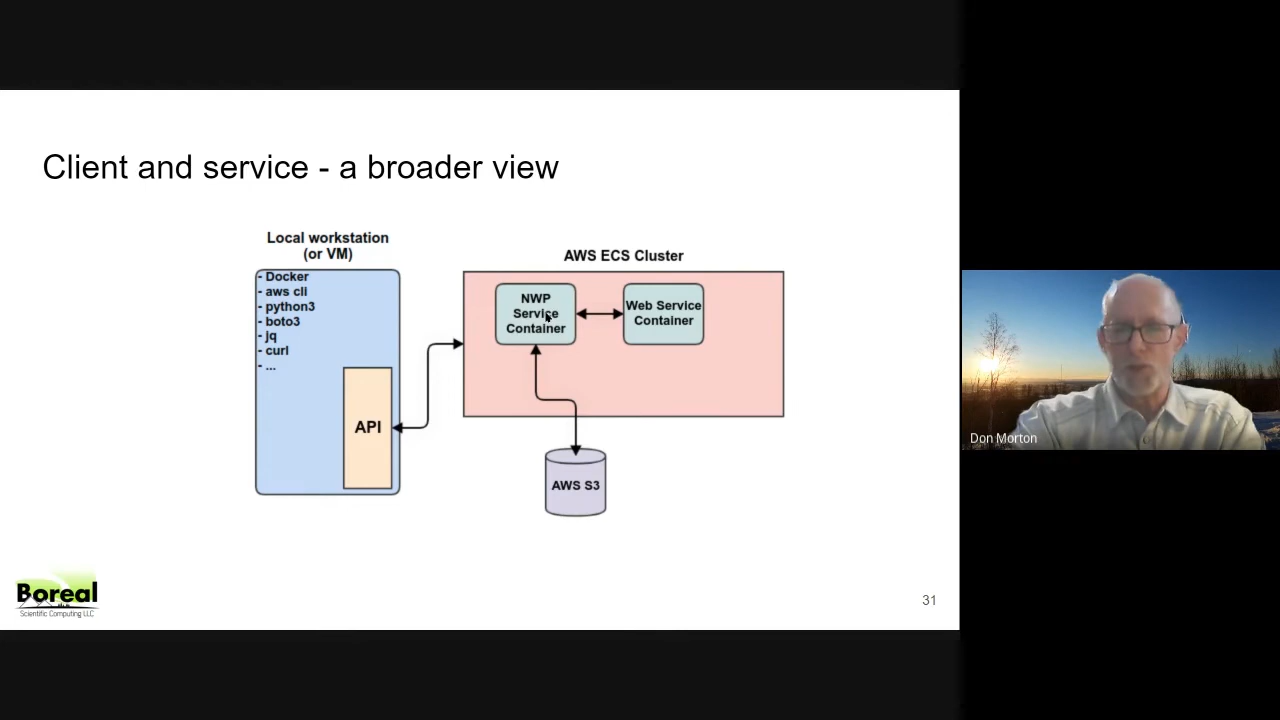 Client and service - a broader view
Local workstation
(or VM)
- Docker
- aws cli
- python3
- boto3
- jq
- curl
- ...
API
AWS ECS Cluster
NWP
Service
Container
Web Service
Container
AWS S3
Boreal
Scientific Computing LLC
31
Don Morton